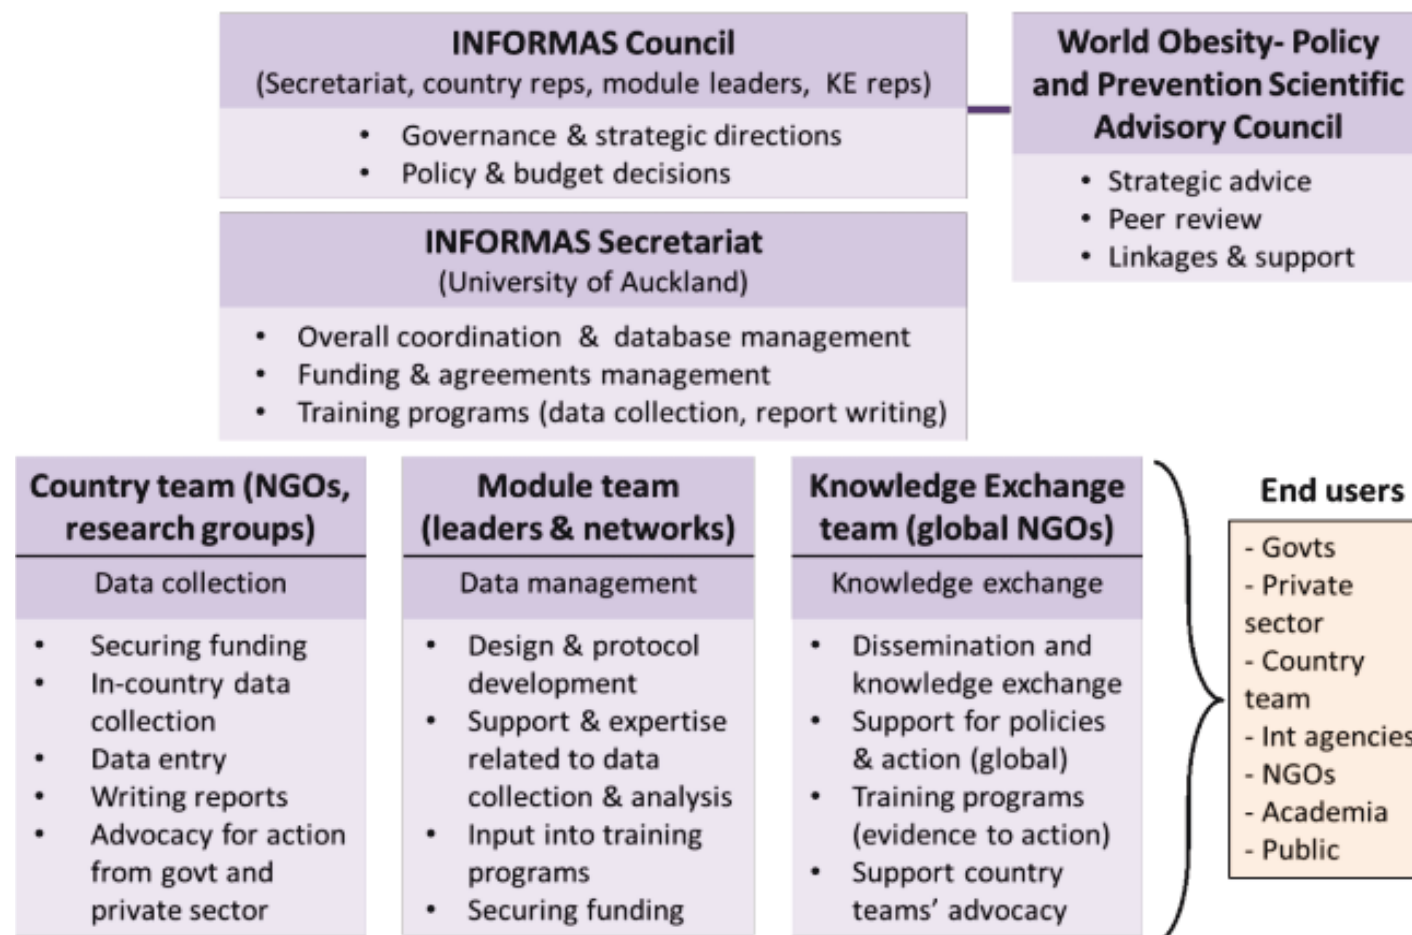 INFORMAS Council
(Secretariat, country reps, module leaders,  KE reps)
• Governance & strategic directions
• Policy & budget decisions
World Obesity- Policy
and Prevention Scientific
Advisory Council
• Strategic advice
• Peer review
• Linkages & support
INFORMAS Secretariat
(University of Auckland)
• Overall coordination  &  database management
• Funding & agreements management
• Training programs (data collection, report writing)
Country team (NGOs,
research groups)
Data collection
• Securing funding
• In-country data
collection
• Data entry
• Writing reports
• Advocacy for action
from govt and
private sector
Module team
(leaders & networks)
Data management
• Design & protocol
development
• Support & expertise
related to data
collection & analysis
• Input into training
programs
• Securing funding
Knowledge Exchange
team (global NGOs)
Knowledge exchange
• Dissemination and
knowledge exchange
• Support for policies
& action (global)
• Training programs
(evidence to action)
• Support country
teams’ advocacy
End users
- Govts
- Private
sector
- Country
team
- Int agencies
- NGOs
- Academia
- Public